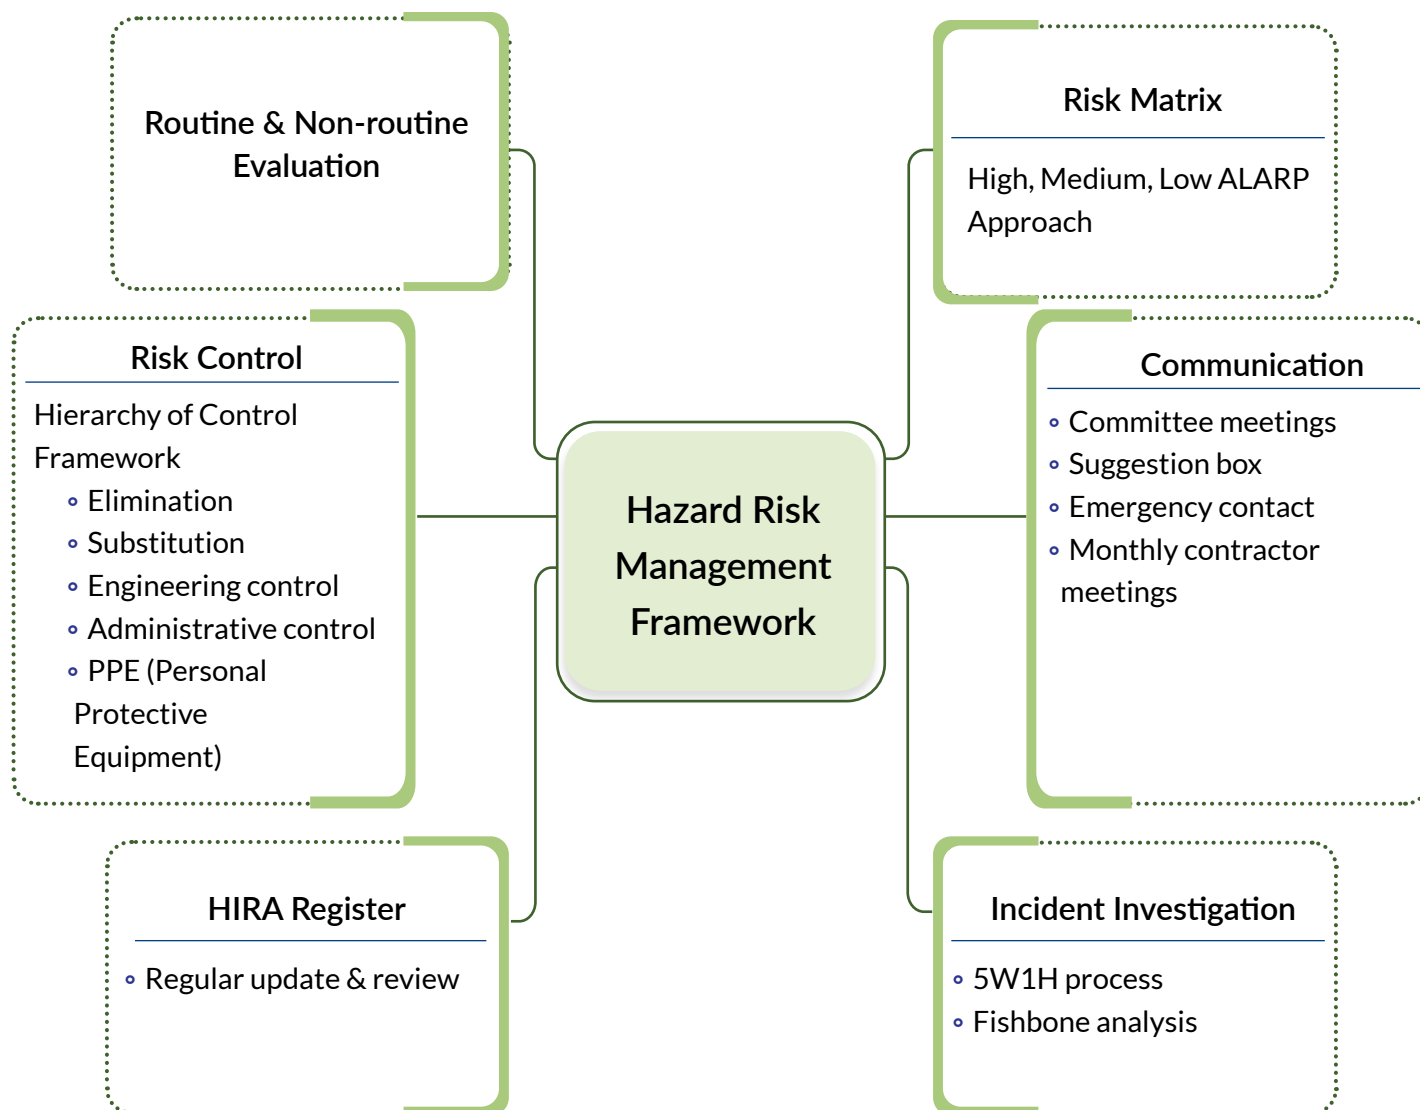 Routine & Non-routine
Evaluation
Risk Matrix
High, Medium, Low ALARP
Approach
Risk Control
Hierarchy of Control
Framework
Elimination
Substitution
Engineering control
Administrative control
PPE (Personal
Protective
Equipment)
Communication
Committee meetings
Suggestion box
Emergency contact
Monthly contractor
meetings
Hazard Risk
Management
Framework
HIRA Register
Regular update & review
Incident Investigation
5W1H process
Fishbone analysis